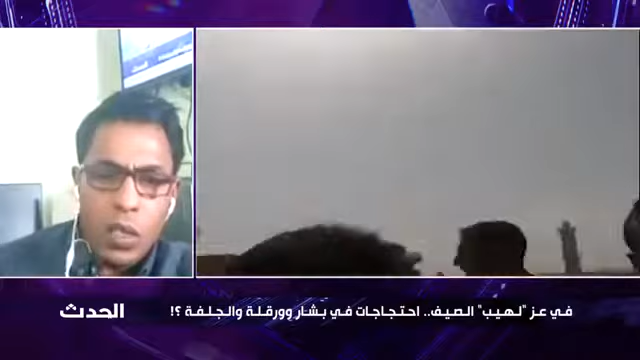 في عز "لهيب" الصيف.. احتجاجات في بشار وورقلة والجلفة ؟!
الحدث